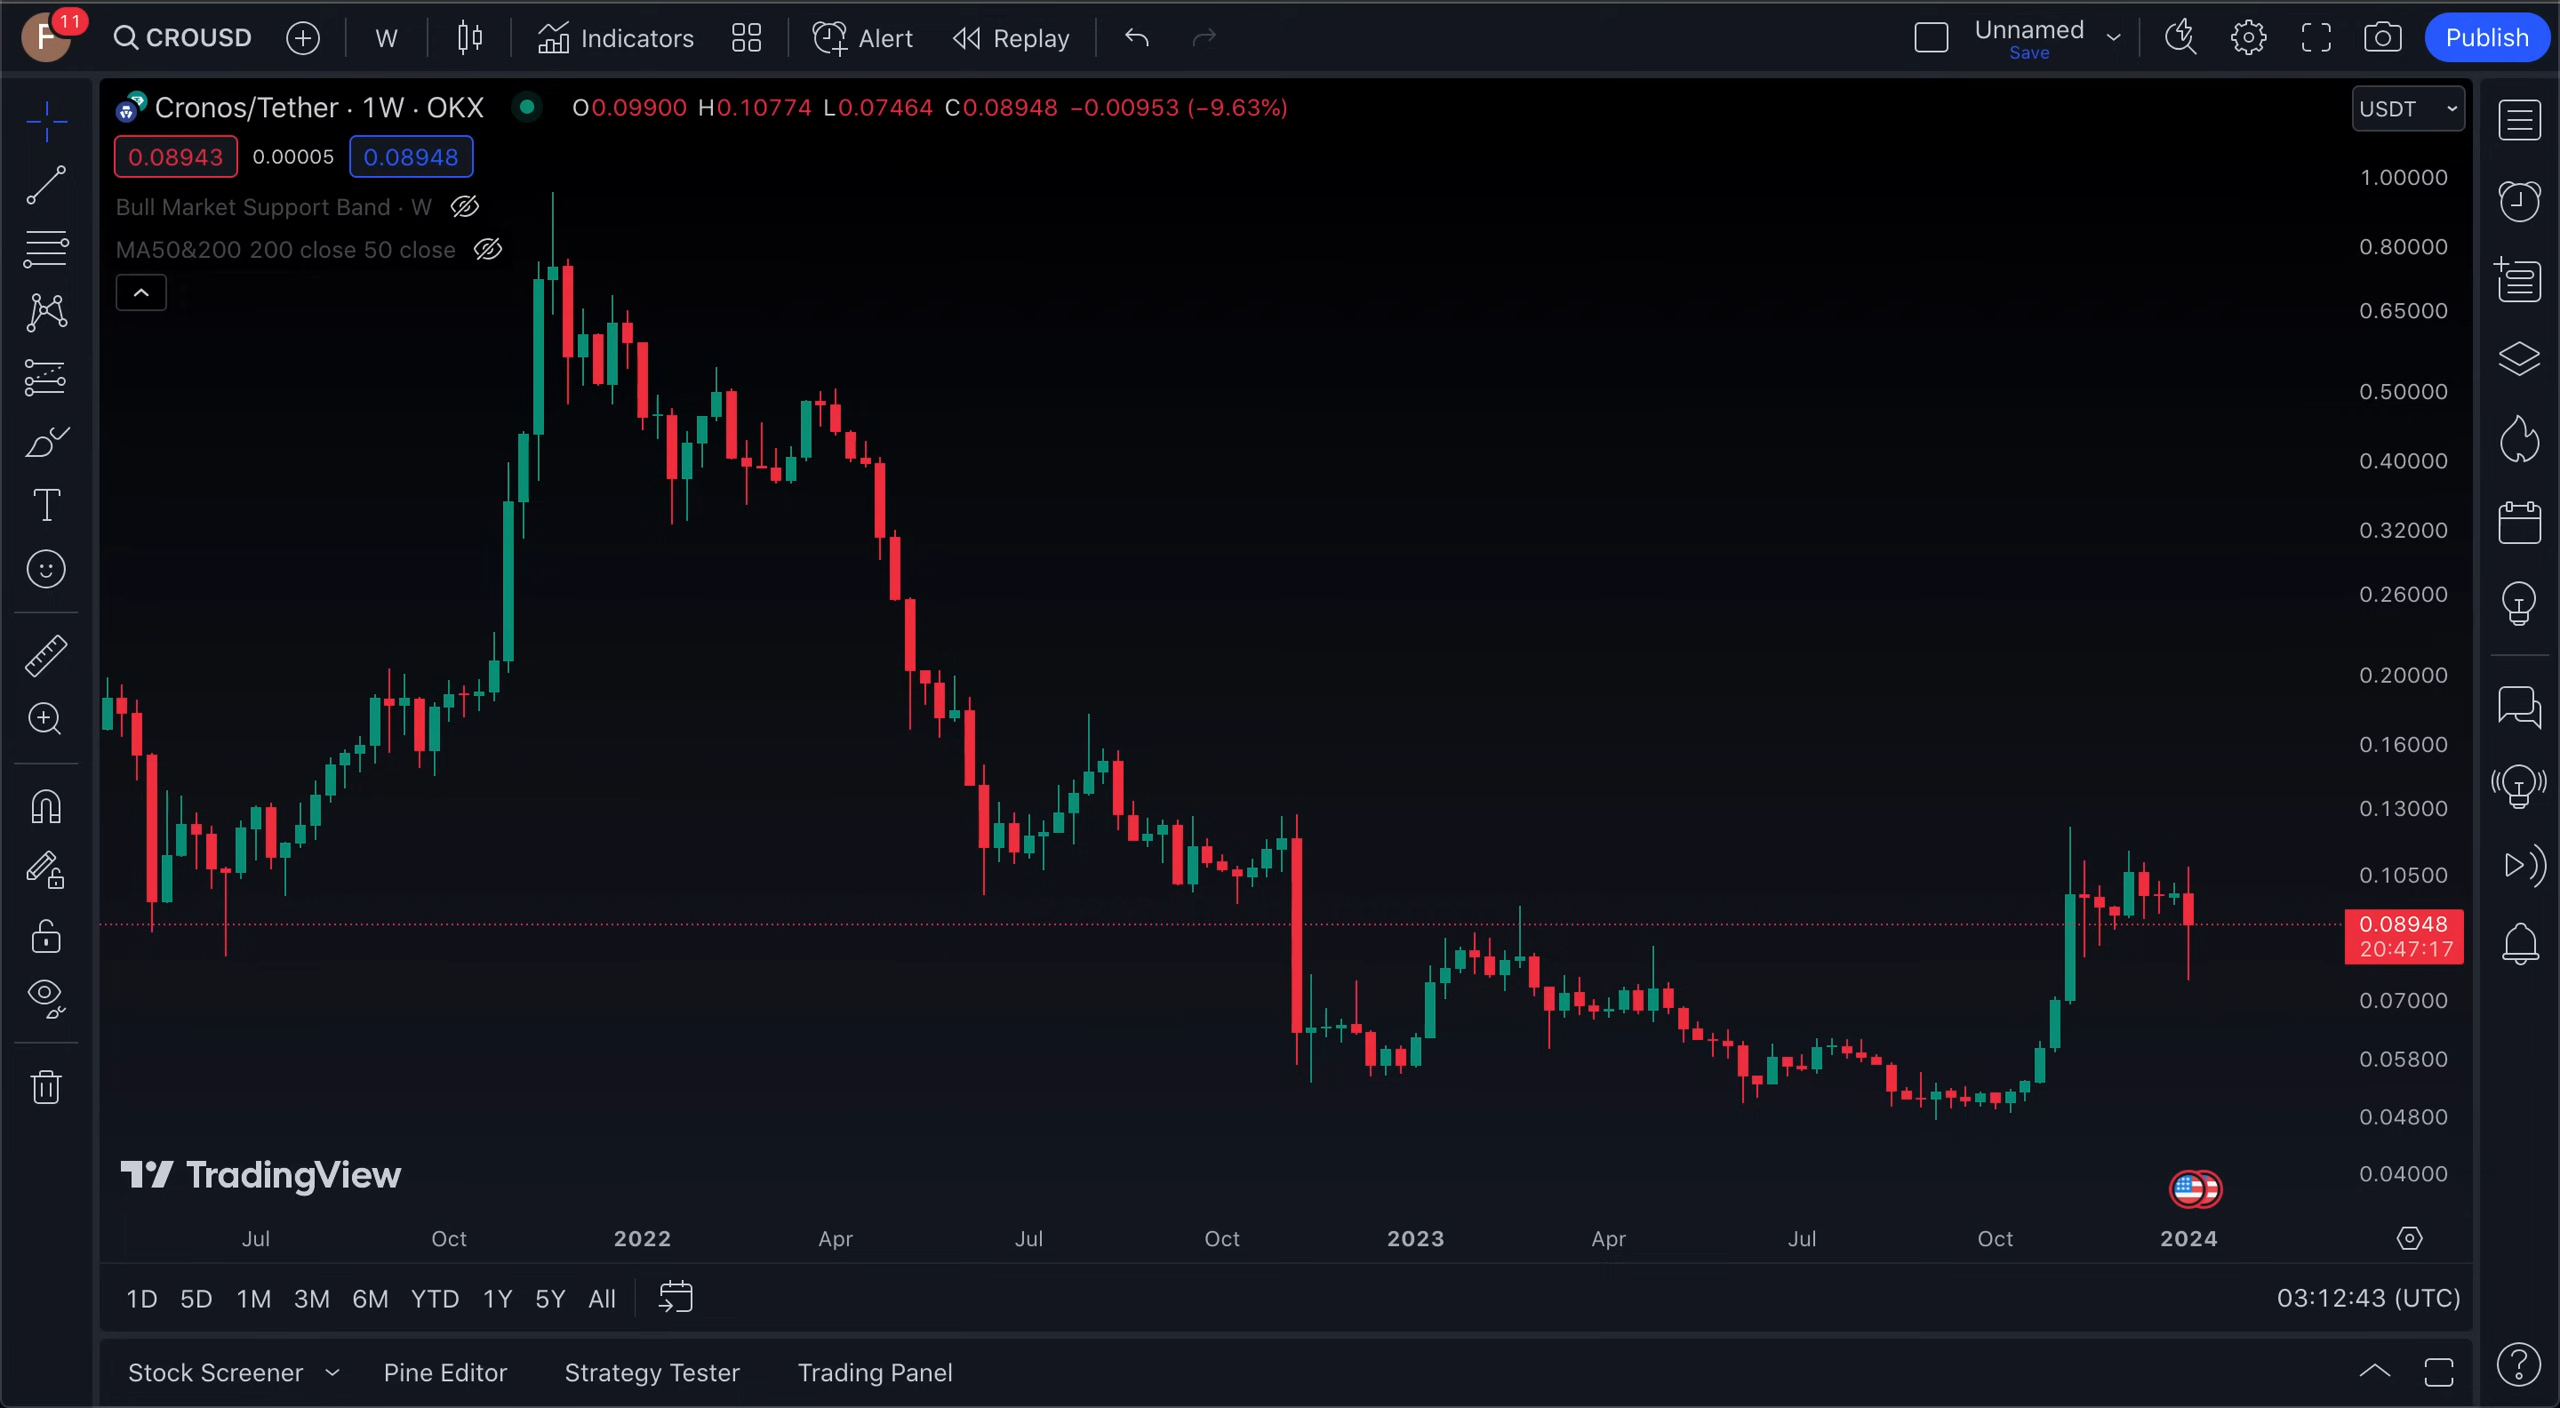 F 11 CROUSD W Indicators Alert Replay Unnamed Publish
Save
Cronos/Tether · 1W · OKX O0.09900 H0.10774 L0.07464 C0.08948 −0.00953 (−9.63%) USDT
0.08943 0.00005 0.08948
Bull Market Support Band · W
MA50&200 200 close 50 close
1.00000
0.80000
0.65000
0.50000
0.40000
0.32000
0.26000
0.20000
0.16000
0.13000
0.10500
0.08948
20:47:17
0.07000
0.05800
0.04800
0.04000
TradingView
Jul Oct 2022 Apr Jul Oct 2023 Apr Jul Oct 2024
1D 5D 1M 3M 6M YTD 1Y 5Y All 03:12:43 (UTC)
Stock Screener Pine Editor Strategy Tester Trading Panel